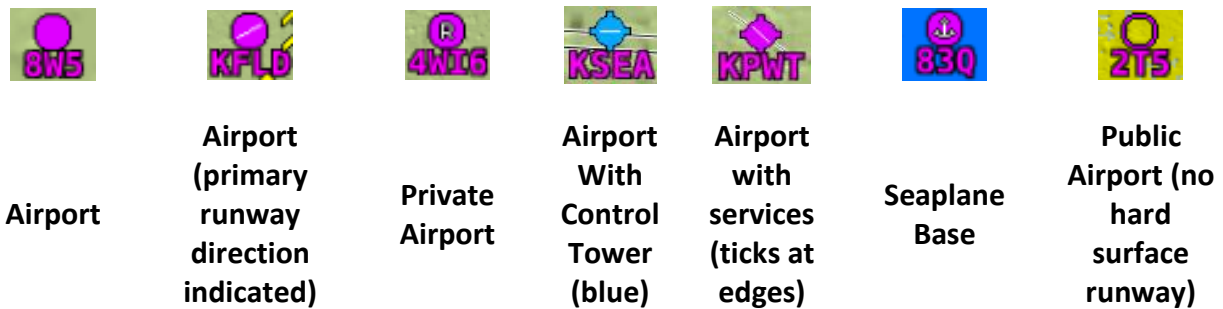 8W5
KFLD
R
4WI6
KSEA
KPWT
83Q
2T5
Airport
Airport
(primary
runway
direction
indicated)
Private
Airport
Airport
With
Control
Tower
(blue)
Airport
with
services
(ticks at
edges)
Seaplane
Base
Public
Airport (no
hard
surface
runway)